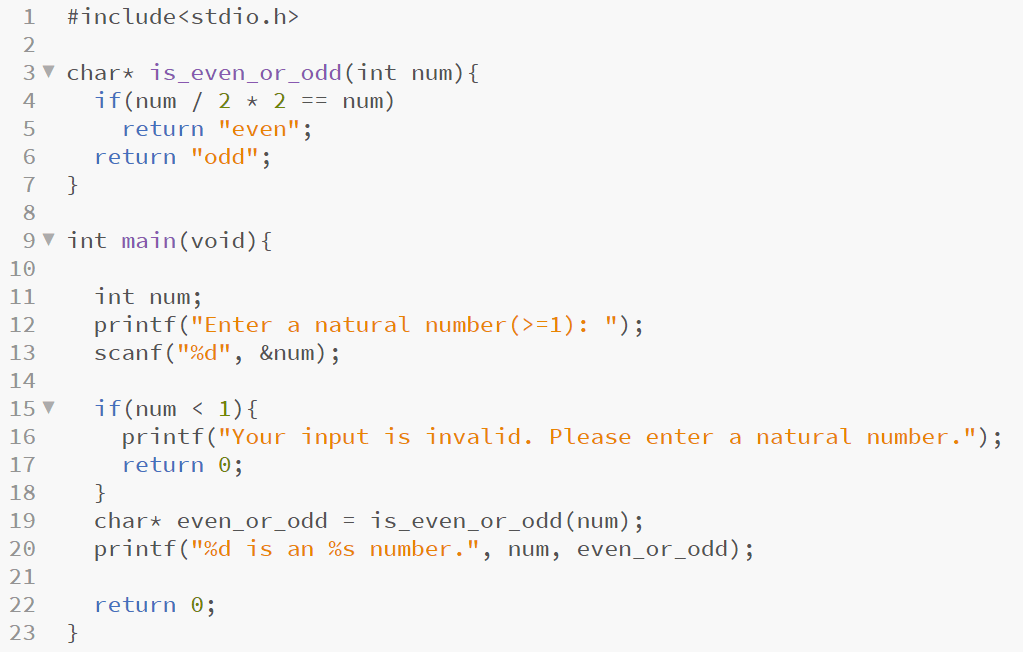 1 #include<stdio.h>
2
3 char* is_even_or_odd(int num){
4   if(num / 2 * 2 == num)
5     return "even";
6   return "odd";
7 }
8
9 int main(void){
10
11   int num;
12   printf("Enter a natural number(>=1): ");
13   scanf("%d", &num);
14
15   if(num < 1){
16     printf("Your input is invalid. Please enter a natural number.");
17     return 0;
18   }
19   char* even_or_odd = is_even_or_odd(num);
20   printf("%d is an %s number.", num, even_or_odd);
21
22   return 0;
23 }